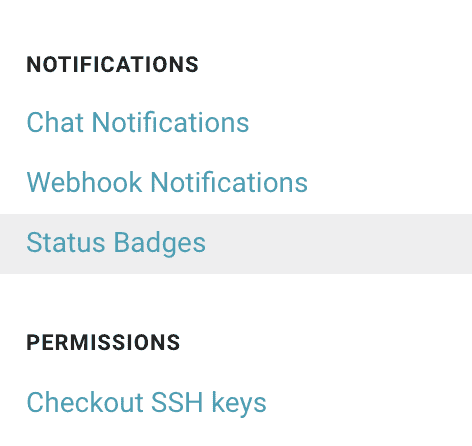 NOTIFICATIONS
Chat Notifications
Webhook Notifications
Status Badges
PERMISSIONS
Checkout SSH keys